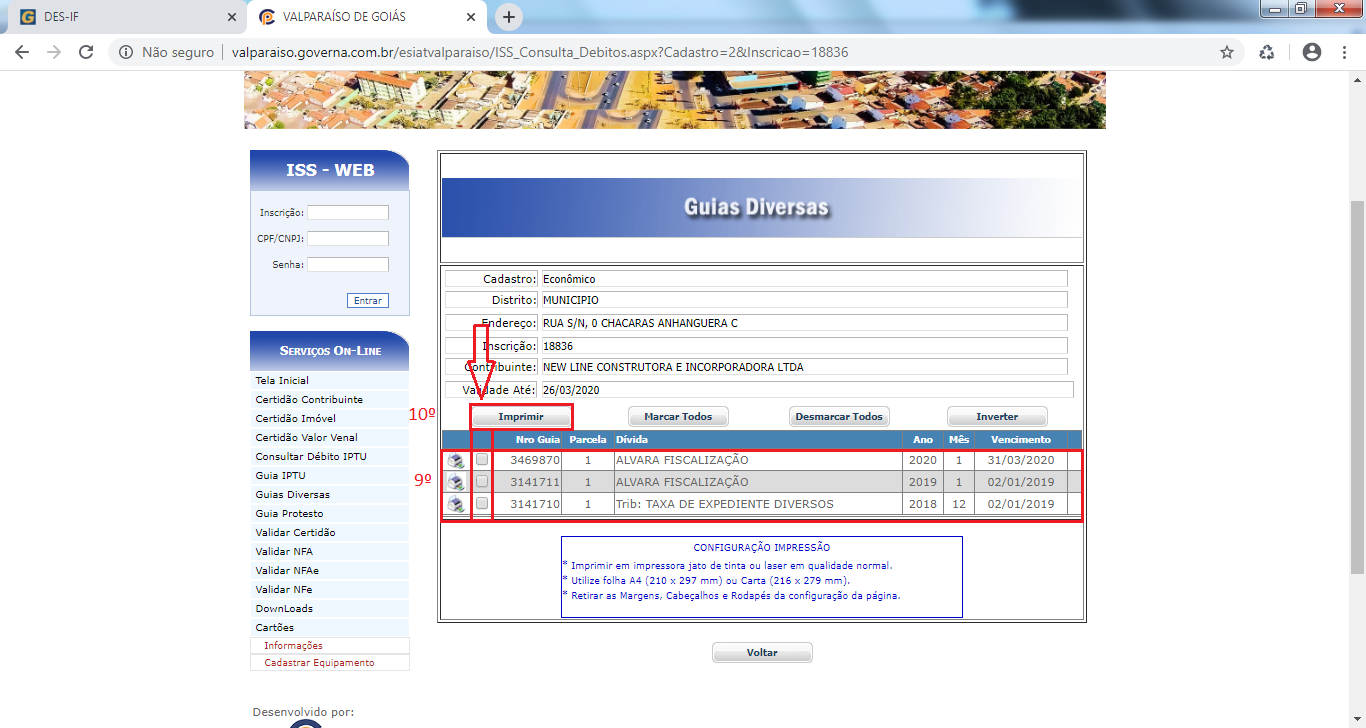 DES-IF
VALPARAÍSO DE GOIÁS
Não seguro
valparaiso.governa.com.br/esiatvalparaiso/ISS_Consulta_Debitos.aspx?Cadastro=2&Inscricao=18836
ISS - WEB
Inscrição:
CPF/CNPJ:
Senha:
Entrar
SERVIÇOS ON-LINE
Tela Inicial
Certidão Contribuinte
Certidão Imóvel
Certidão Valor Venal
Consultar Débito IPTU
Guia IPTU
Guias Diversas
Guia Protesto
Validar Certidão
Validar NFA
Validar NFAe
Validar NFe
DownLoads
Cartões
Informações
Cadastrar Equipamento
Desenvolvido por:
Guias Diversas
Cadastro: Econômico
Distrito: MUNICIPIO
Endereço: RUA S/N, 0 CHACARAS ANHANGUERA C
Inscrição: 18836
Contribuinte: NEW LINE CONSTRUTORA E INCORPORADORA LTDA
Validade Até: 26/03/2020
10º
Imprimir Marcar Todos Desmarcar Todos Inverter
Nro Guia Parcela Dívida Ano Mês Vencimento
3469870 1 ALVARA FISCALIZAÇÃO 2020 1 31/03/2020
9º
3141711 1 ALVARA FISCALIZAÇÃO 2019 1 02/01/2019
3141710 1 Trib: TAXA DE EXPEDIENTE DIVERSOS 2018 12 02/01/2019
CONFIGURAÇÃO IMPRESSÃO
* Imprimir em impressora jato de tinta ou laser em qualidade normal.
* Utilize folha A4 (210 x 297 mm) ou Carta (216 x 279 mm).
* Retirar as Margens, Cabeçalhos e Rodapés da configuração da página.
Voltar